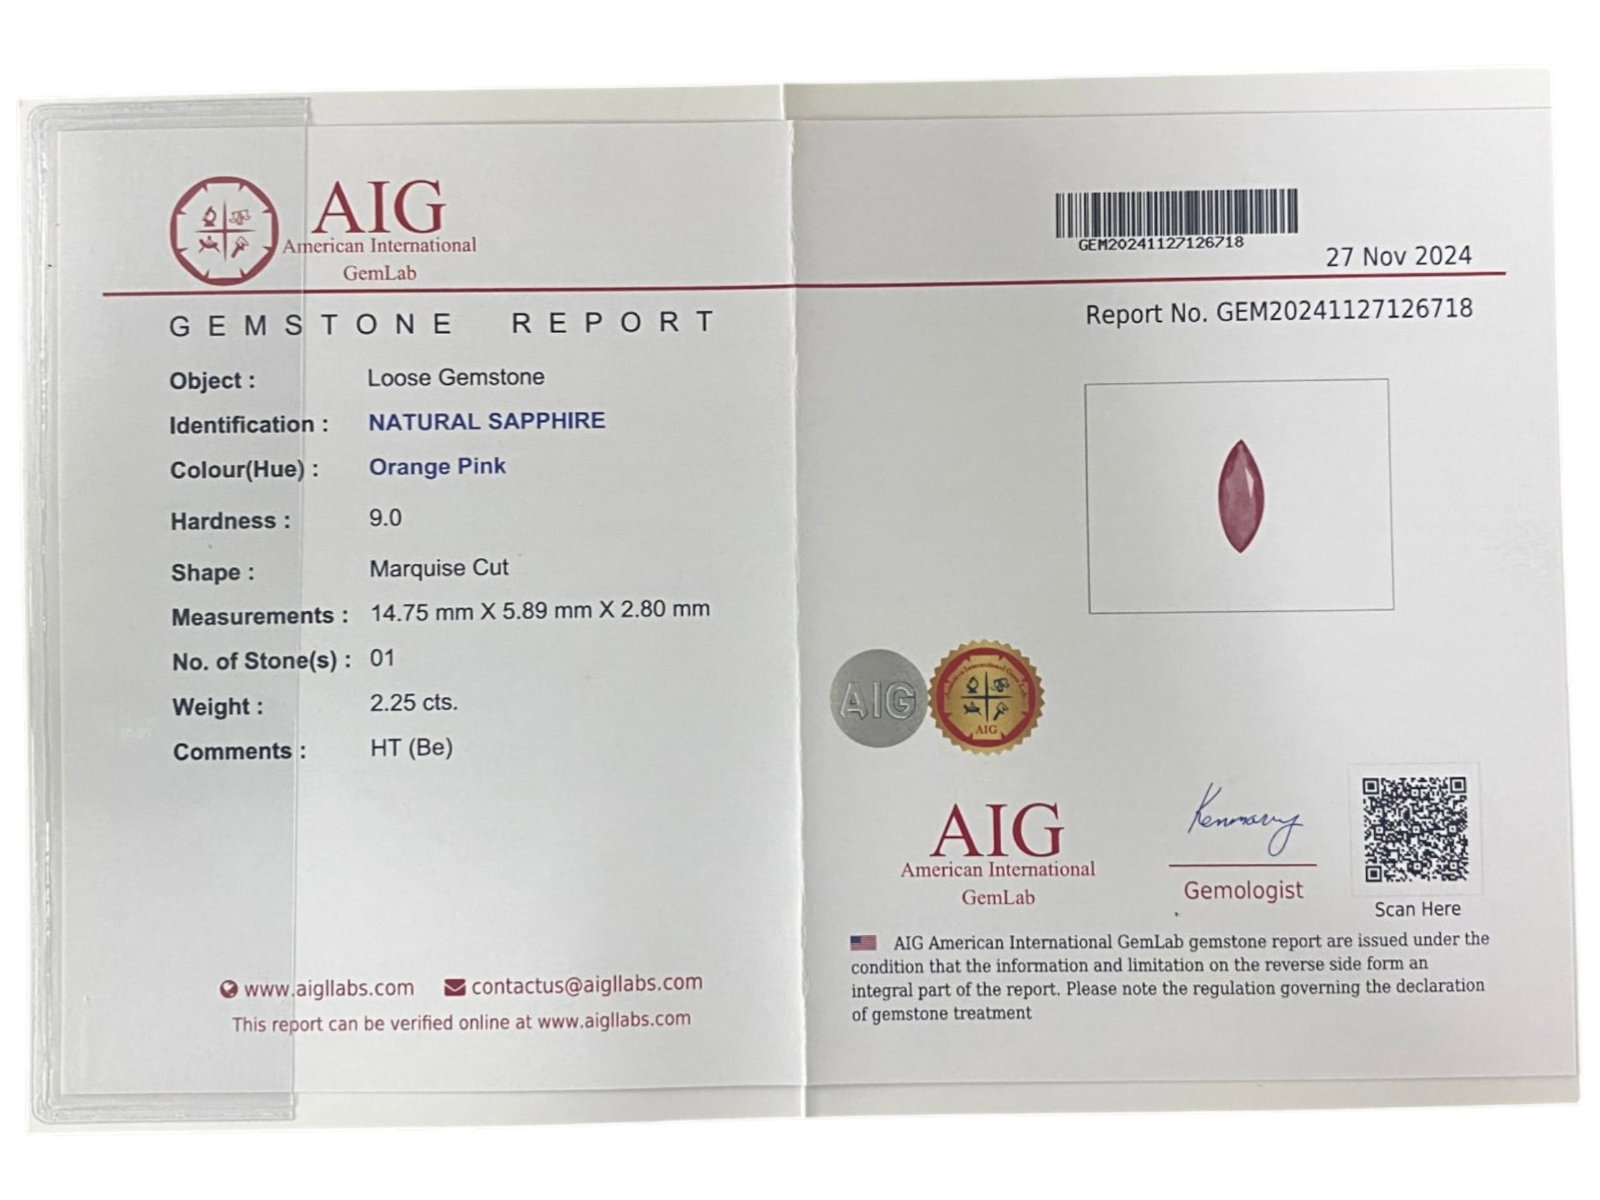 AIG
American International
GemLab
GEMSTONE REPORT
Object : Loose Gemstone
Identification : NATURAL SAPPHIRE
Colour(Hue) : Orange Pink
Hardness : 9.0
Shape : Marquise Cut
Measurements : 14.75 mm X 5.89 mm X 2.80 mm
No. of Stone(s) : 01
Weight : 2.25 cts.
Comments : HT (Be)
www.aigllabs.com contactus@aigllabs.com
This report can be verified online at www.aigllabs.com
GEM20241127126718
27 Nov 2024
Report No. GEM20241127126718
AIG
AIG
AIG
American International
GemLab
Gemologist
Scan Here
AIG American International GemLab gemstone report are issued under the
condition that the information and limitation on the reverse side form an
integral part of the report. Please note the regulation governing the declaration
of gemstone treatment